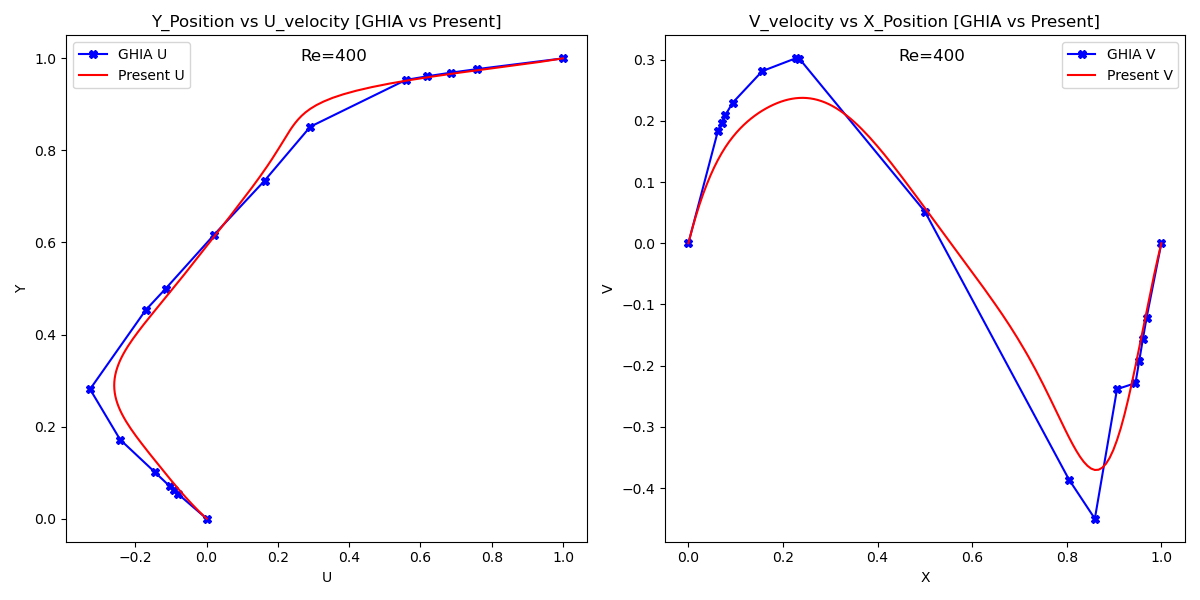 Y_Position vs U_velocity [GHIA vs Present]
GHIA U
Present U
Re=400
1.0
0.8
0.6
0.4
0.2
0.0
Y
−0.2
0.0
0.2
0.4
0.6
0.8
1.0
U
V_velocity vs X_Position [GHIA vs Present]
Re=400
GHIA V
Present V
0.3
0.2
0.1
0.0
−0.1
−0.2
−0.3
−0.4
V
0.0
0.2
0.4
0.6
0.8
1.0
X